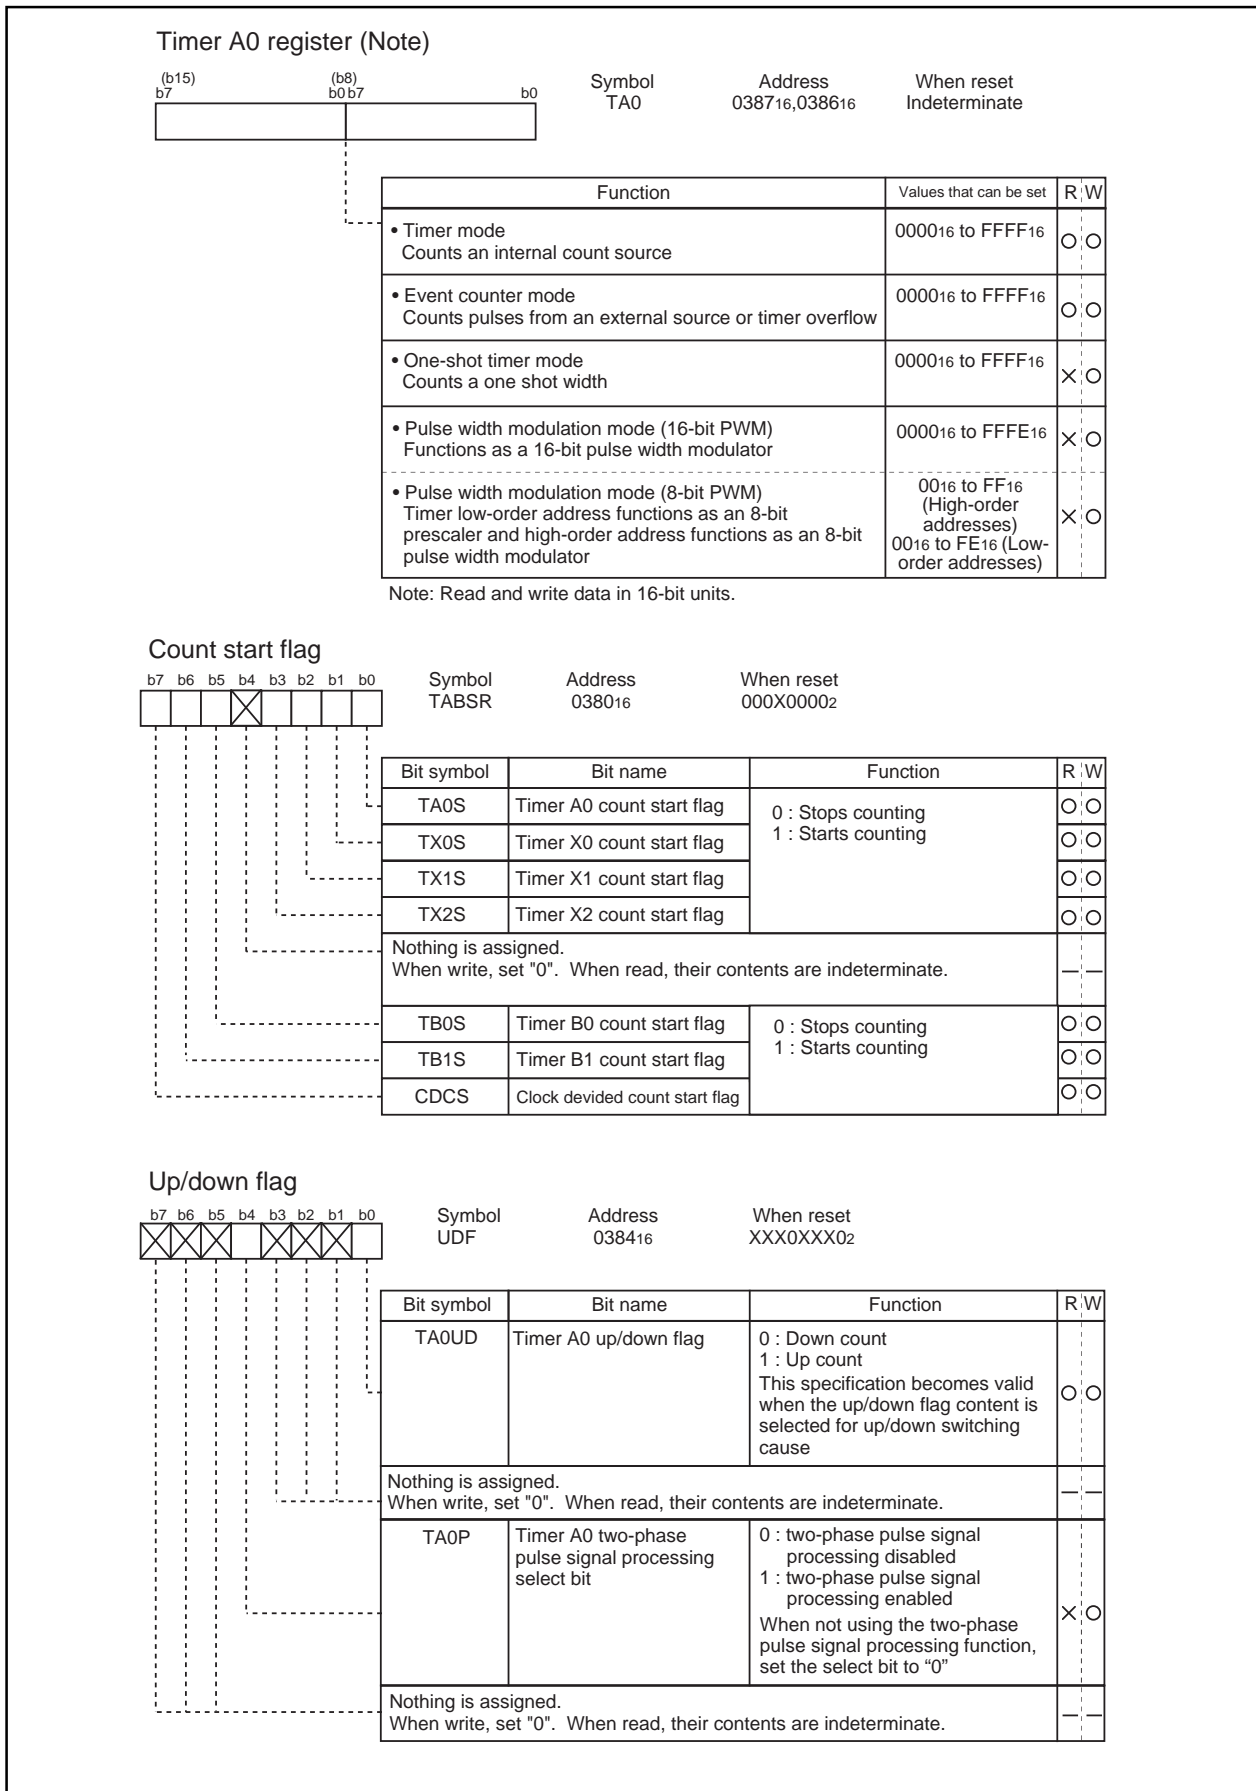 Timer A0 register (Note)
(b15) (b8)
b7 b0 b7 b0
Symbol Address When reset
TA0 038716,038616 Indeterminate
Function Values that can be set R W
• Timer mode 000016 to FFFF16
Counts an internal count source
• Event counter mode 000016 to FFFF16
Counts pulses from an external source or timer overflow
• One-shot timer mode 000016 to FFFF16
Counts a one shot width
• Pulse width modulation mode (16-bit PWM) 000016 to FFFE16
Functions as a 16-bit pulse width modulator
• Pulse width modulation mode (8-bit PWM)
Timer low-order address functions as an 8-bit
prescaler and high-order address functions as an 8-bit
pulse width modulator
0016 to FF16
(High-order
addresses)
0016 to FE16 (Low-
order addresses)
Note: Read and write data in 16-bit units.
Count start flag
b7 b6 b5 b4 b3 b2 b1 b0
Symbol Address When reset
TABSR 038016 000X00002
Bit symbol Bit name Function R W
TA0S Timer A0 count start flag
0 : Stops counting
1 : Starts counting
TX0S Timer X0 count start flag
TX1S Timer X1 count start flag
TX2S Timer X2 count start flag
Nothing is assigned.
When write, set "0". When read, their contents are indeterminate.
TB0S Timer B0 count start flag
0 : Stops counting
1 : Starts counting
TB1S Timer B1 count start flag
CDCS Clock devided count start flag
Up/down flag
b7 b6 b5 b4 b3 b2 b1 b0
Symbol Address When reset
UDF 038416 XXX0XXX02
Bit symbol Bit name Function R W
TA0UD Timer A0 up/down flag
0 : Down count
1 : Up count
This specification becomes valid
when the up/down flag content is
selected for up/down switching
cause
Nothing is assigned.
When write, set "0". When read, their contents are indeterminate.
TA0P
Timer A0 two-phase
pulse signal processing
select bit
0 : two-phase pulse signal
processing disabled
1 : two-phase pulse signal
processing enabled
When not using the two-phase
pulse signal processing function,
set the select bit to “0”
Nothing is assigned.
When write, set "0". When read, their contents are indeterminate.